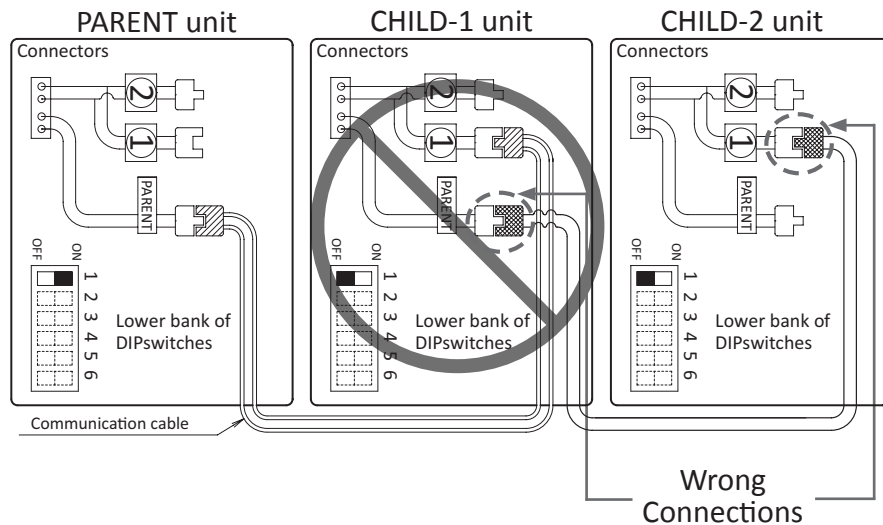 PARENT unit
CHILD-1 unit
CHILD-2 unit
Connectors
2
1
PARENT
OFF
ON
1
2
3
4
5
6
Lower bank of
DIPswitches
Connectors
2
1
PARENT
OFF
ON
1
2
3
4
5
6
Lower bank of
DIPswitches
Connectors
2
1
PARENT
OFF
ON
1
2
3
4
5
6
Lower bank of
DIPswitches
Communication cable
Wrong
Connections